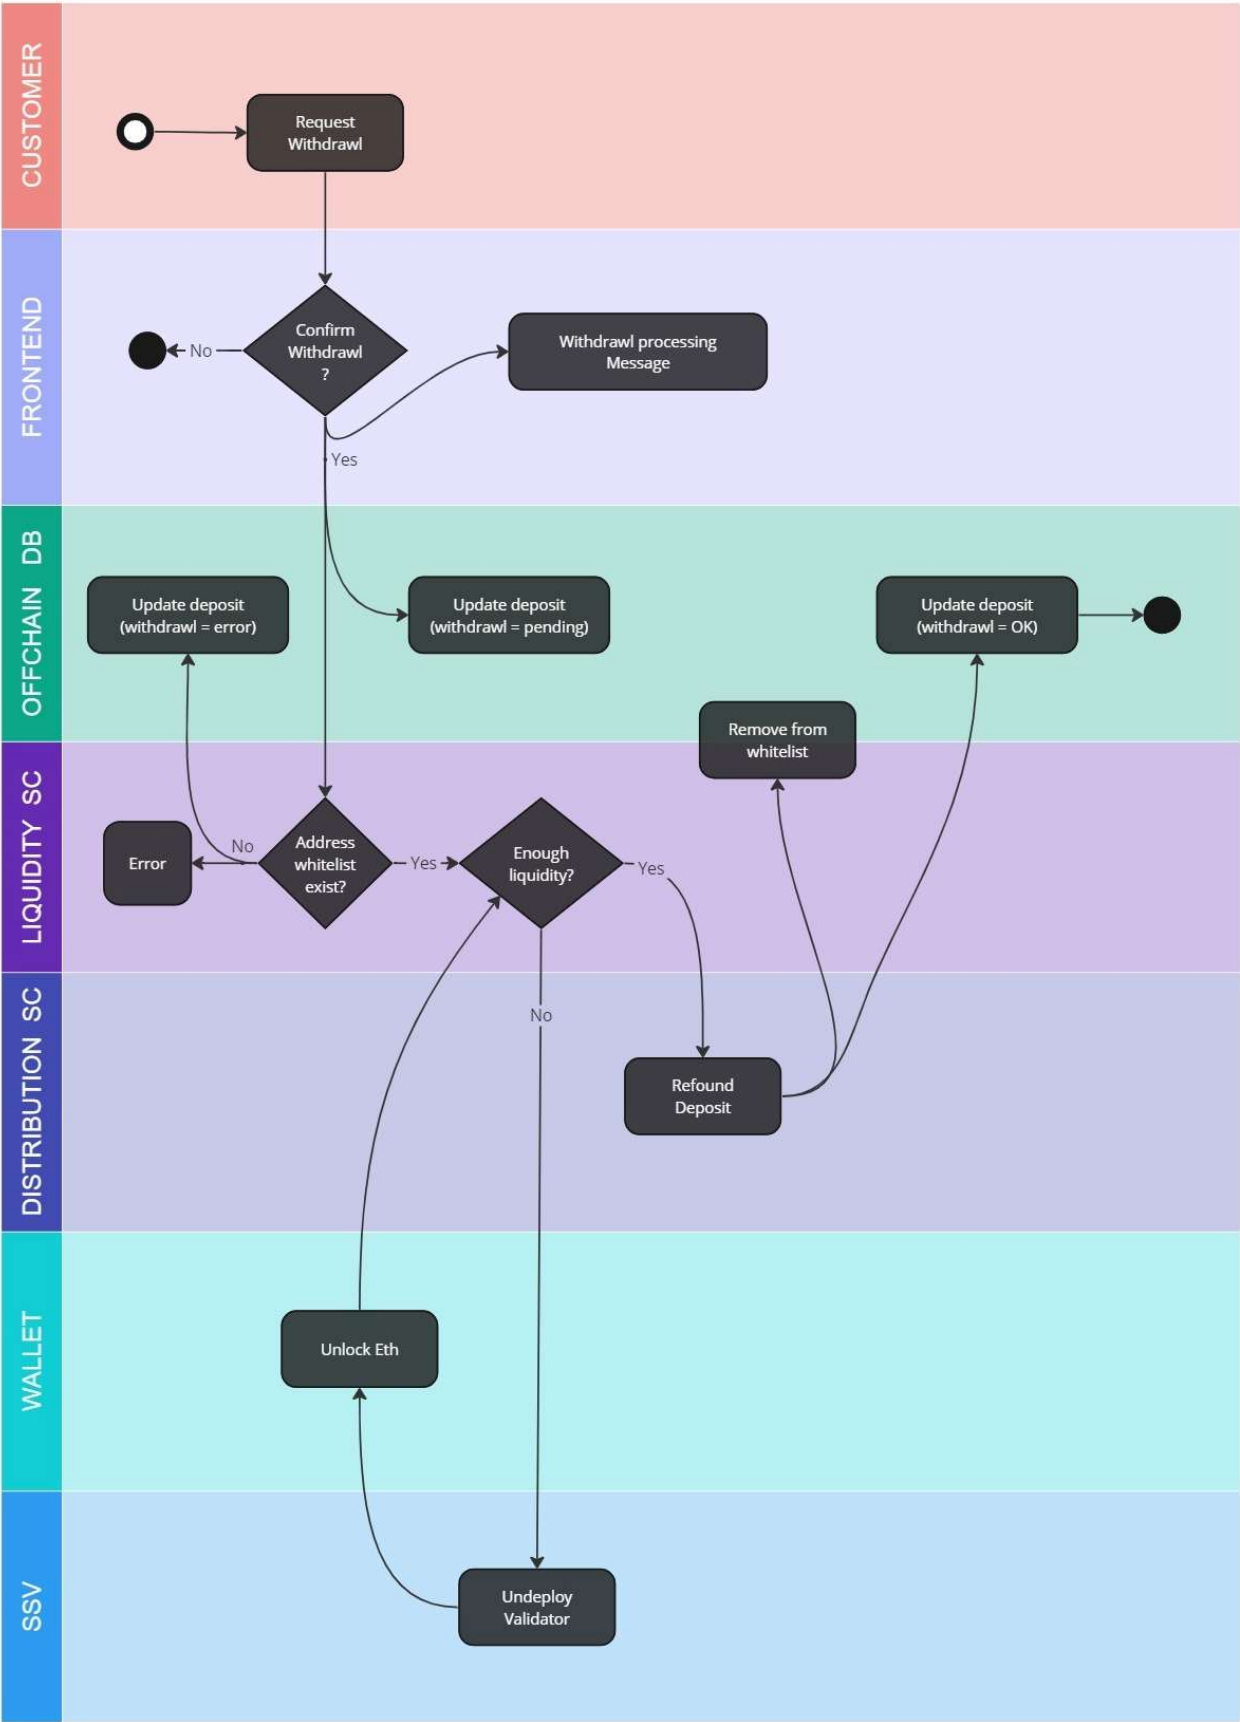 CUSTOMER
Request
Withdrawl
FRONTEND
Confirm
Withdrawl
?
No
Withdrawl processing
Message
Yes
OFFCHAIN DB
Update deposit
(withdrawl = error)
Update deposit
(withdrawl = pending)
Update deposit
(withdrawl = OK)
Remove from
whitelist
LIQUIDITY SC
Error
No
Address
whitelist
exist?
Yes
Enough
liquidity?
Yes
DISTRIBUTION SC
No
Refound
Deposit
WALLET
Unlock Eth
SSV
Undeploy
Validator